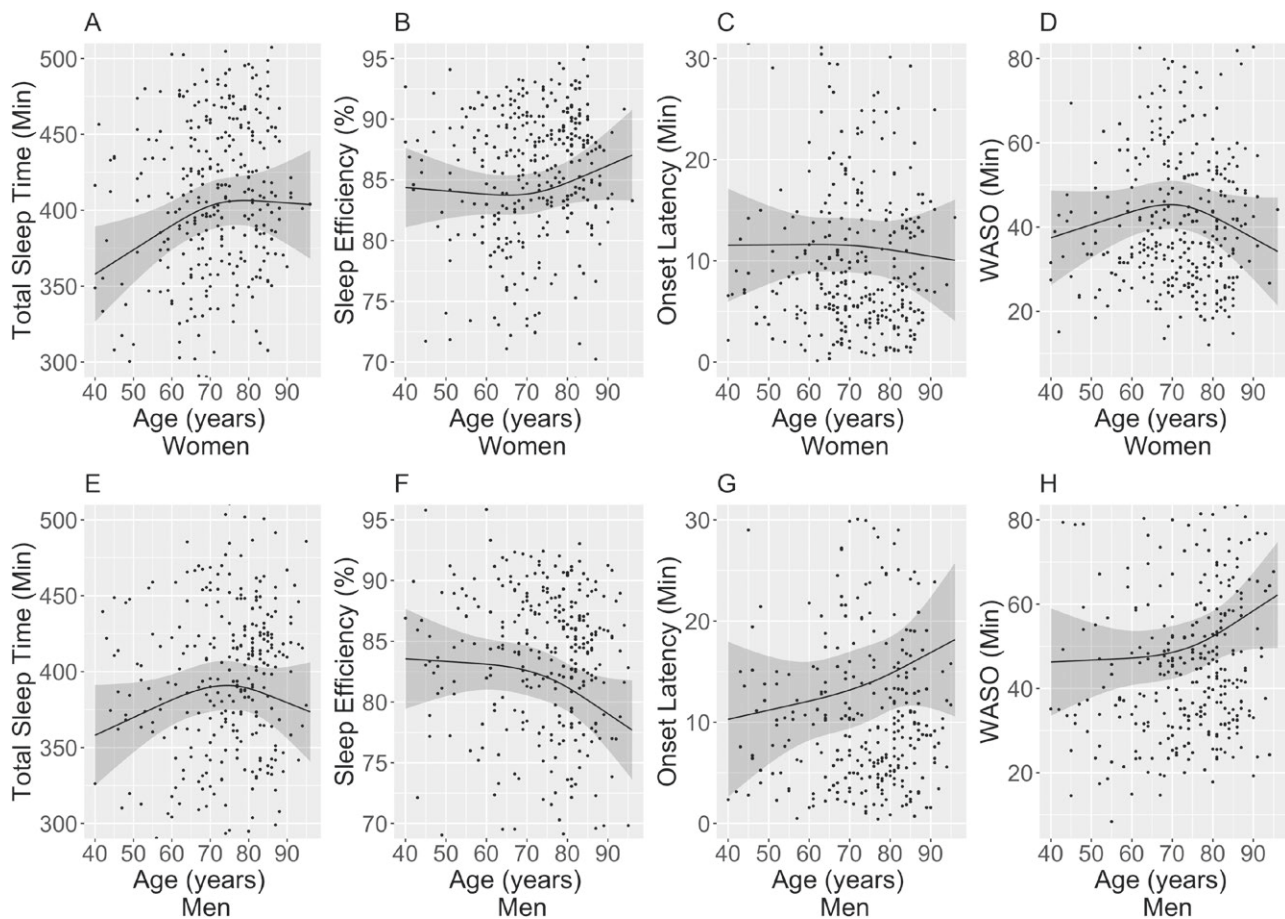 A
Total Sleep Time (Min)
500
450
400
350
300
40 50 60 70 80 90
Age (years)
Women
B
Sleep Efficiency (%)
95
90
85
80
75
70
40 50 60 70 80 90
Age (years)
Women
C
Onset Latency (Min)
30
20
10
0
40 50 60 70 80 90
Age (years)
Women
D
WASO (Min)
80
60
40
20
40 50 60 70 80 90
Age (years)
Women
E
Total Sleep Time (Min)
500
450
400
350
300
40 50 60 70 80 90
Age (years)
Men
F
Sleep Efficiency (%)
95
90
85
80
75
70
40 50 60 70 80 90
Age (years)
Men
G
Onset Latency (Min)
30
20
10
0
40 50 60 70 80 90
Age (years)
Men
H
WASO (Min)
80
60
40
20
40 50 60 70 80 90
Age (years)
Men